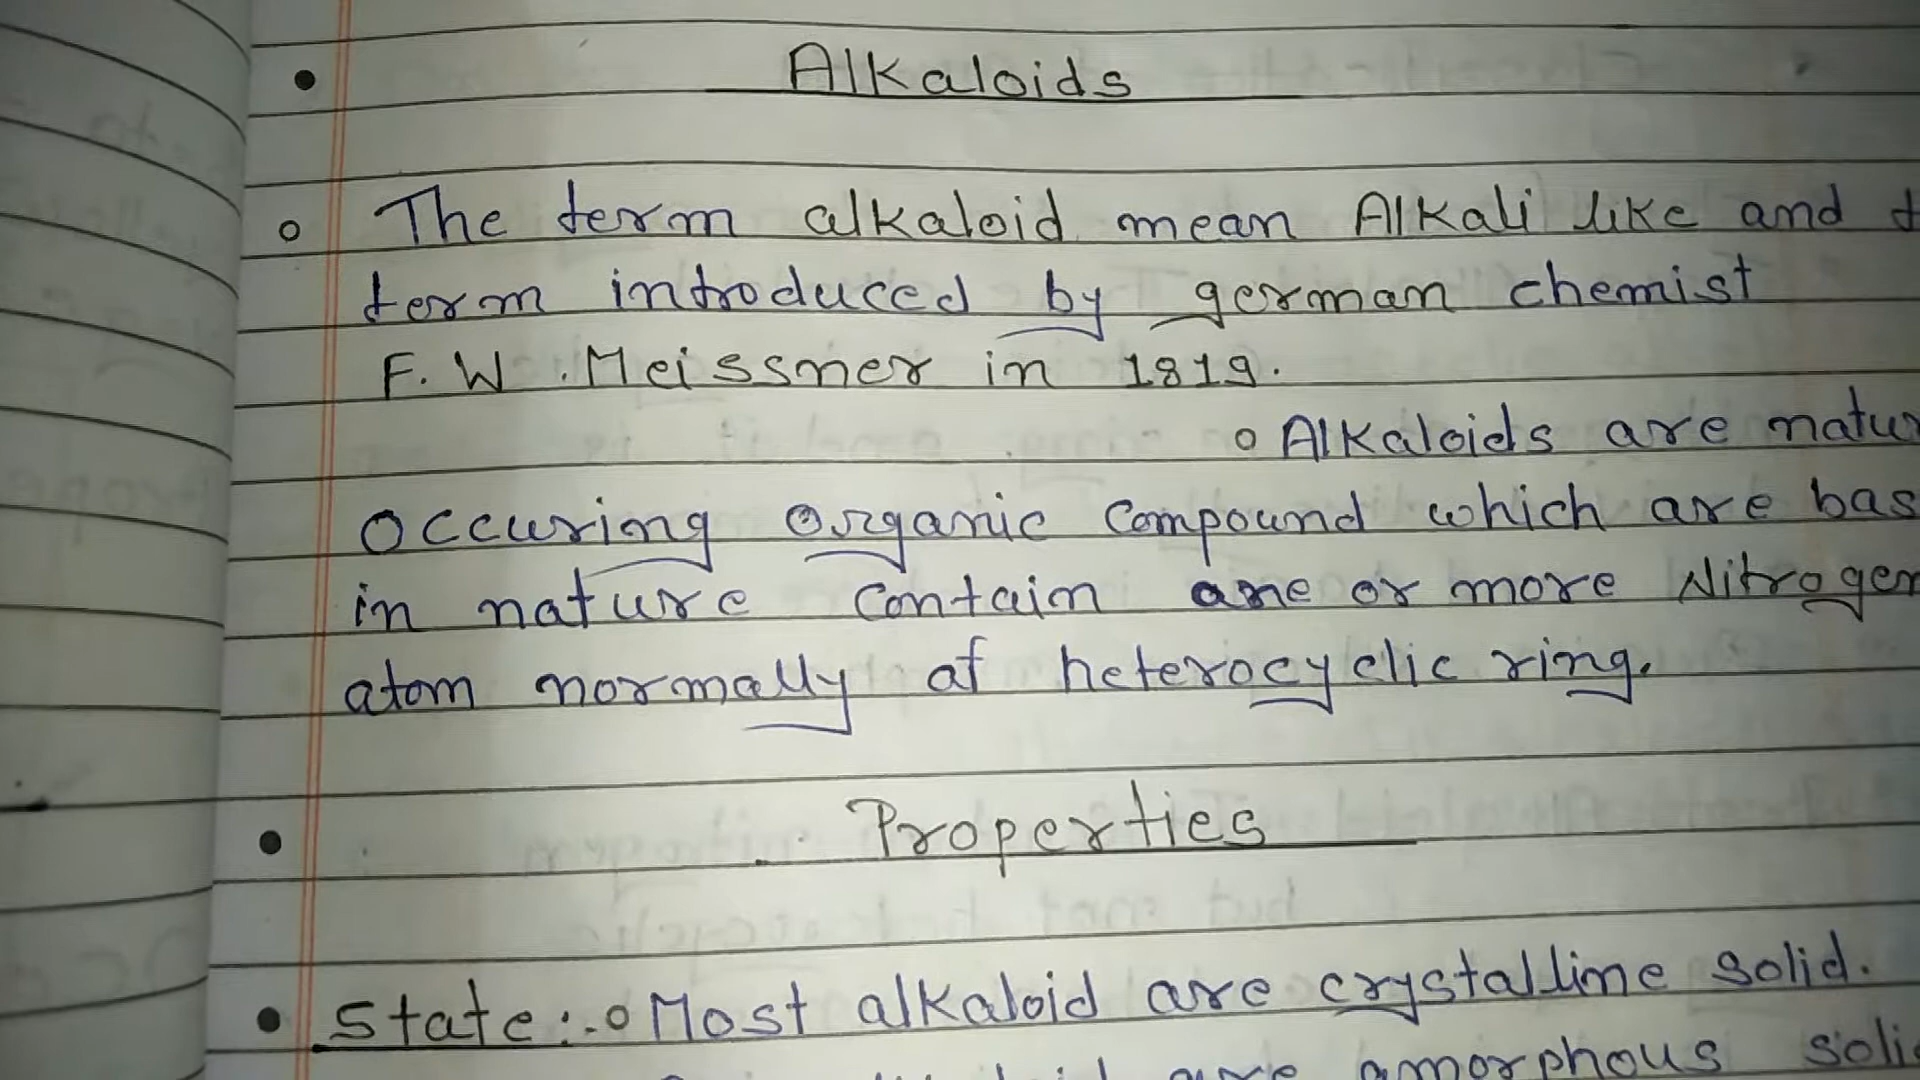 Alkaloids
The term alkaloid mean Alkali like and
term introduced by german chemist
F. W. Meissner in 1819.
Alkaloids are natur
Occuring organic compound which are bas
in nature contain one or more Nitrogen
atom normally of heterocyclic ring.
Properties
State:- Most alkaloid are crystalline solid.
are amorphous soli